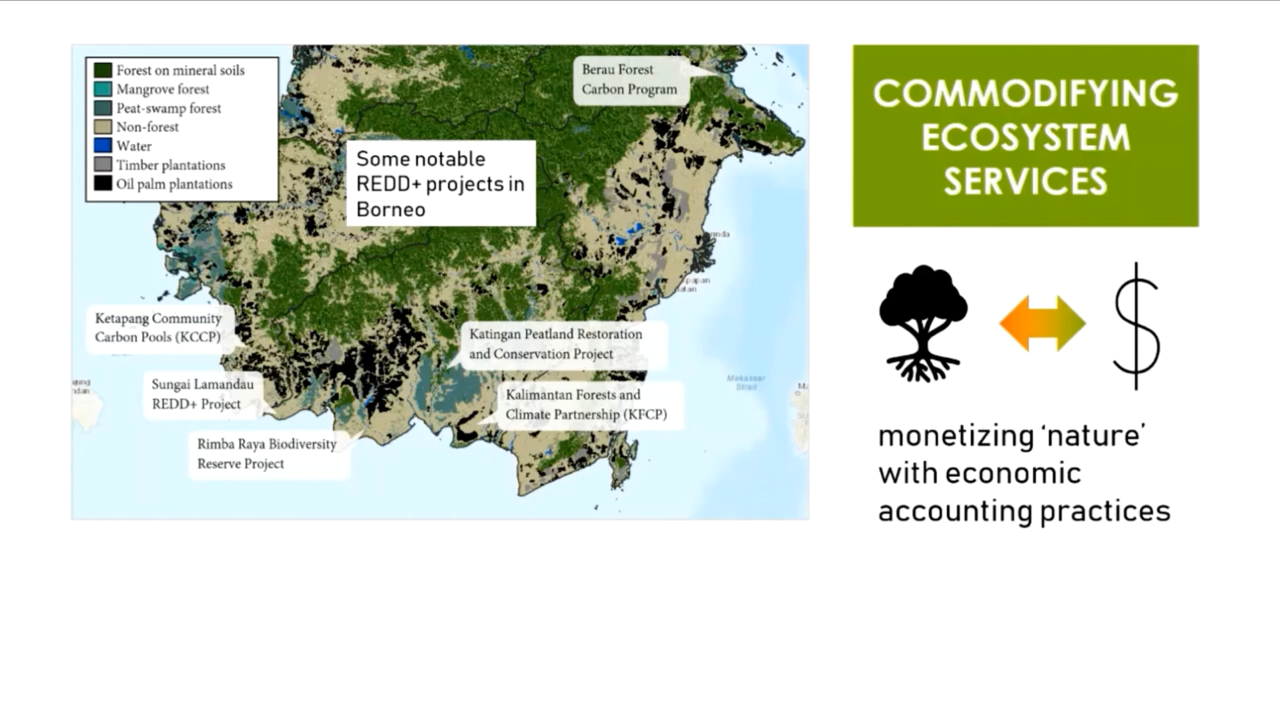 Forest on mineral soils
Mangrove forest
Peat-swamp forest
Non-forest
Water
Timber plantations
Oil palm plantations
Some notable
REDD+ projects in
Borneo
Berau Forest
Carbon Program
Ketapang Community
Carbon Pools (KCCP)
Sungai Lamandau
REDD+ Project
Rimba Raya Biodiversity
Reserve Project
Katingan Peatland Restoration
and Conservation Project
Kalimantan Forests and
Climate Partnership (KFCP)
Makassar
Strait
COMMODIFYING
ECOSYSTEM
SERVICES
$
monetizing ‘nature’
with economic
accounting practices